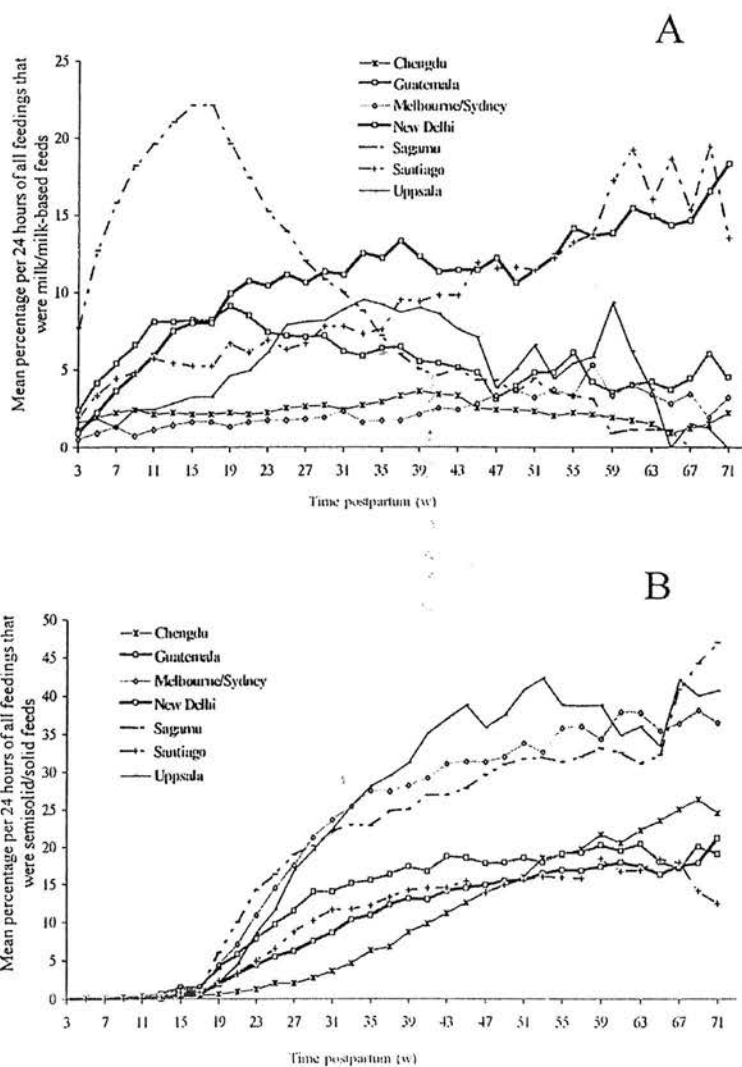 A
Mean percentage per 24 hours of all feedings that
were milk/milk-based feeds
25
20
15
10
5
0
Chengdu
Guatemala
Melbourne/Sydney
New Delhi
Sagamu
Santiago
Uppsala
3 7 11 15 19 23 27 31 35 39 43 47 51 55 59 63 67 71
Time postpartum (w)
B
Mean percentage per 24 hours of all feedings that
were semisolid/solid feeds
50
45
40
35
30
25
20
15
10
5
0
Chengdu
Guatemala
Melbourne/Sydney
New Delhi
Sagamu
Santiago
Uppsala
3 7 11 15 19 23 27 31 35 39 43 47 51 55 59 63 67 71
Time postpartum (w)